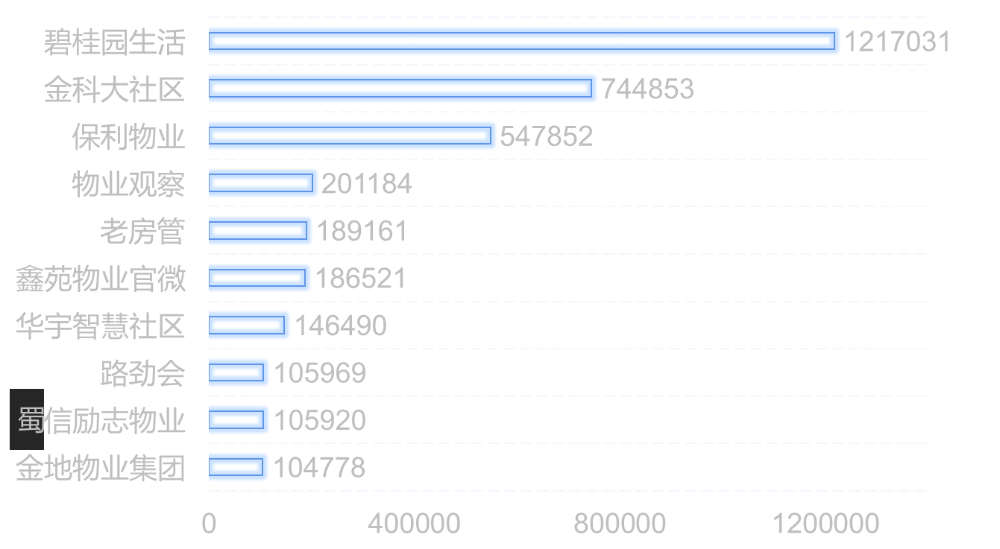 碧桂园生活 1217031
金科大社区 744853
保利物业 547852
物业观察 201184
老房管 189161
鑫苑物业官微 186521
华宇智慧社区 146490
路劲会 105969
蜀信励志物业 105920
金地物业集团 104778
0 400000 800000 1200000